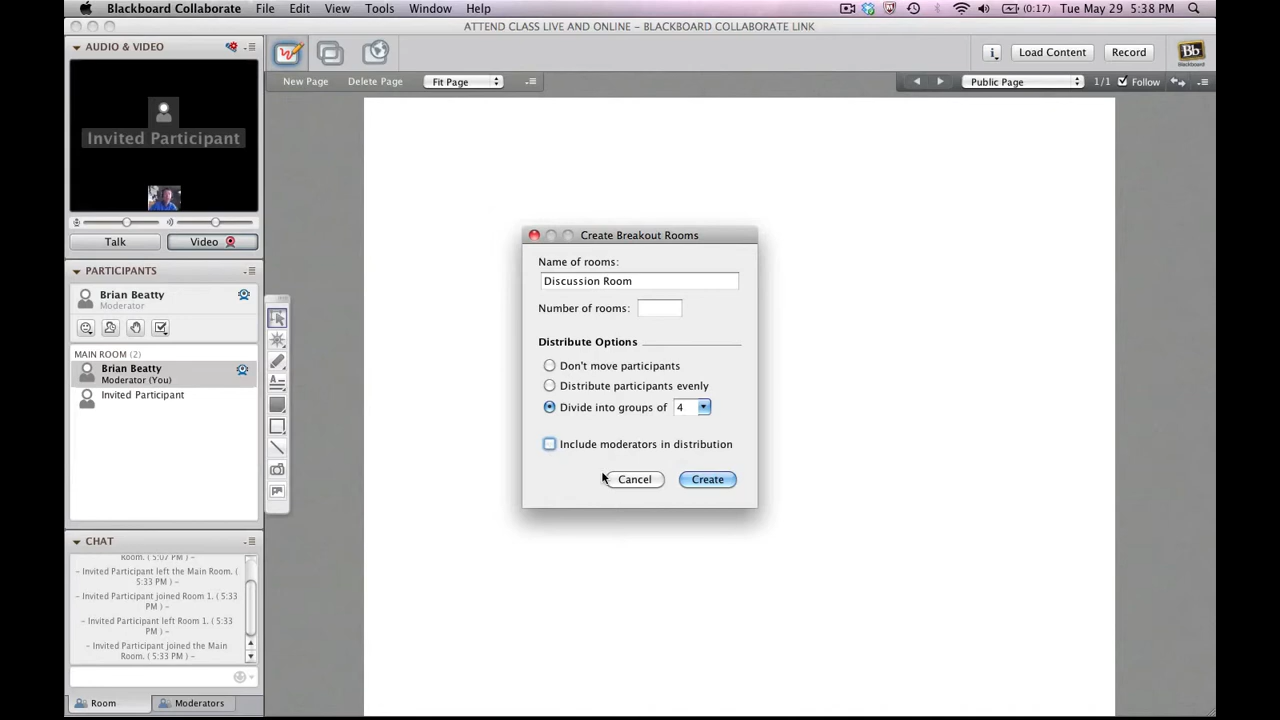 Blackboard Collaborate File Edit View Tools Window Help (0:17) Tue May 29 5:38 PM
ATTEND CLASS LIVE AND ONLINE – BLACKBOARD COLLABORATE LINK
AUDIO & VIDEO
i Load Content Record Bb
Blackboard
New Page Delete Page Fit Page Public Page 1/1 Follow
Invited Participant
Talk Video
PARTICIPANTS
Brian Beatty
Moderator
MAIN ROOM (2)
Brian Beatty
Moderator (You)
Invited Participant
CHAT
Room. ( 5:07 PM ) –
– Invited Participant left the Main Room. (
5:33 PM ) –
– Invited Participant joined Room 1. ( 5:33
PM ) –
– Invited Participant left Room 1. ( 5:33
PM ) –
– Invited Participant joined the Main
Room. ( 5:33 PM ) –
Room Moderators
Create Breakout Rooms
Name of rooms:
Discussion Room
Number of rooms:
Distribute Options
Don't move participants
Distribute participants evenly
Divide into groups of 4
Include moderators in distribution
Cancel Create